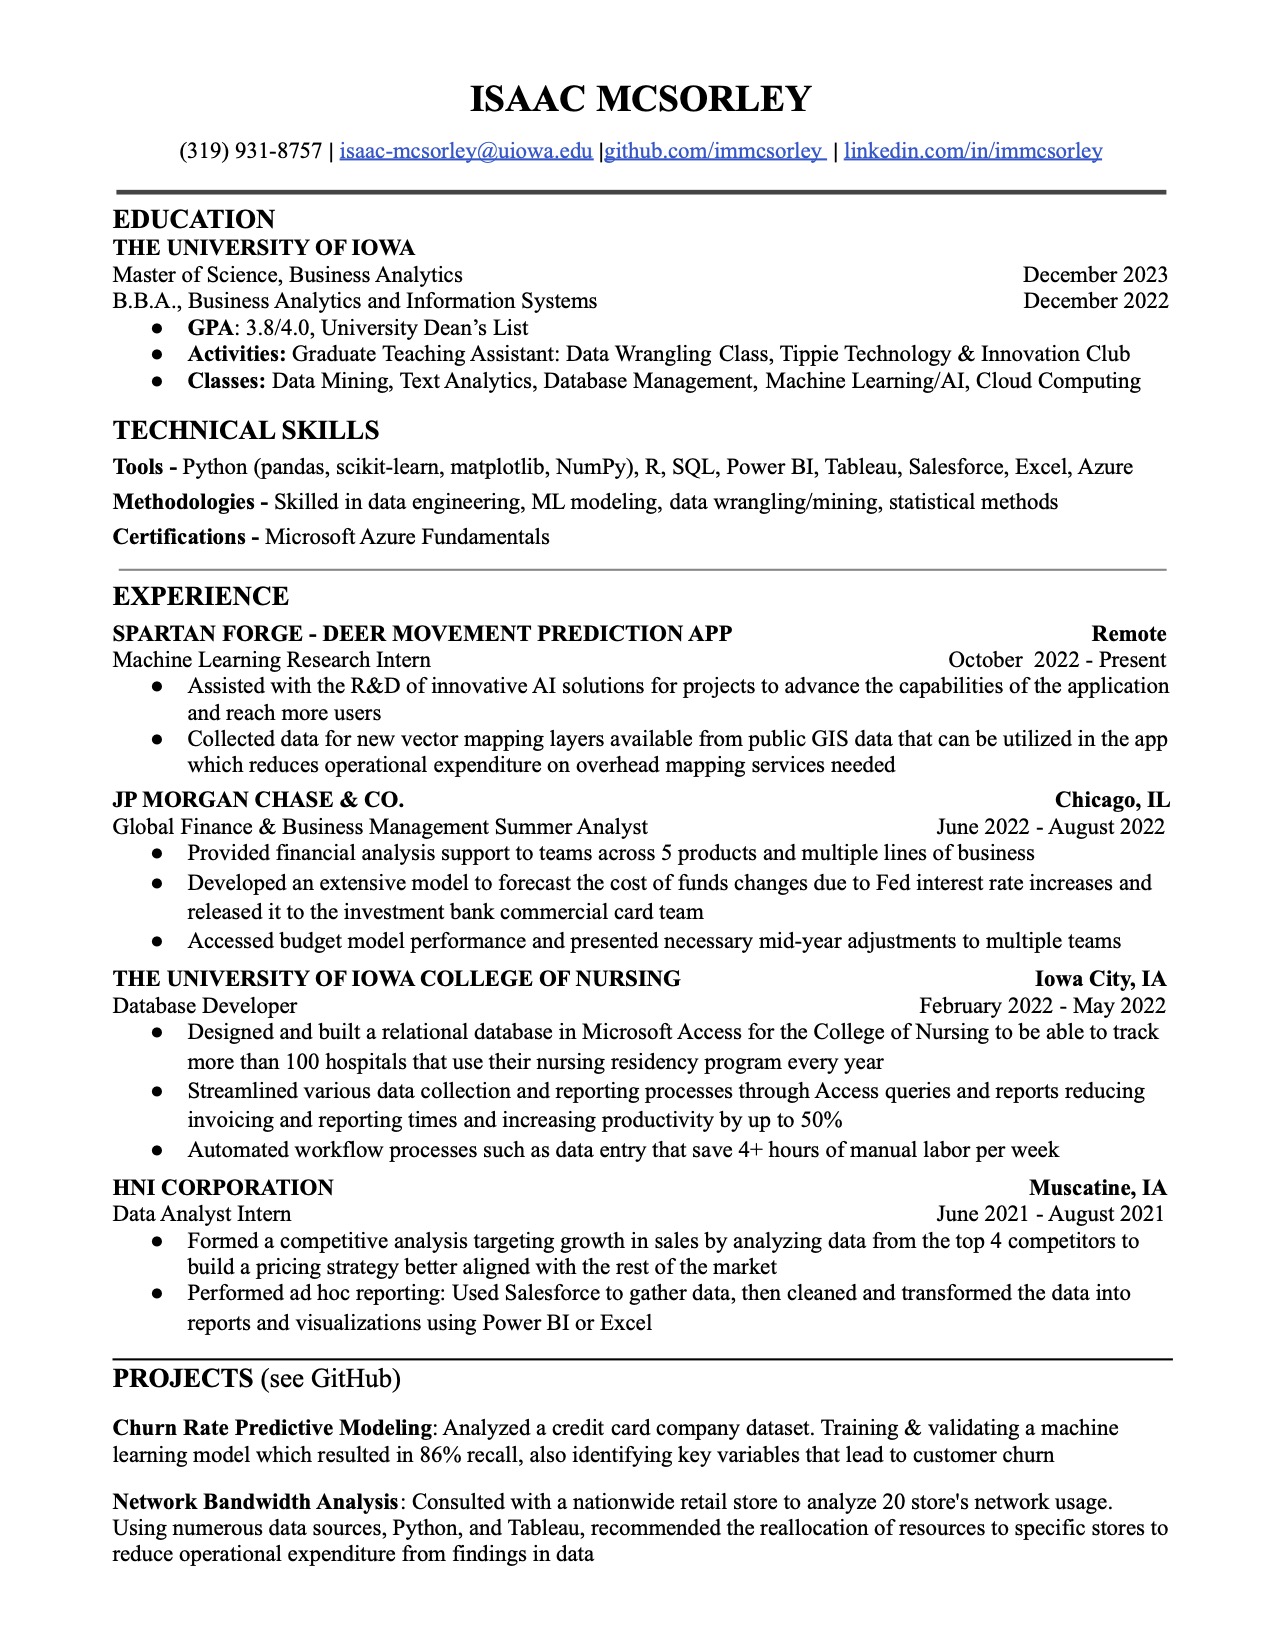 ISAAC MCSORLEY
(319) 931-8757 | isaac-mcsorley@uiowa.edu |github.com/immcsorley | linkedin.com/in/immcsorley
EDUCATION
THE UNIVERSITY OF IOWA
Master of Science, Business Analytics December 2023
B.B.A., Business Analytics and Information Systems December 2022
● GPA: 3.8/4.0, University Dean’s List
● Activities: Graduate Teaching Assistant: Data Wrangling Class, Tippie Technology & Innovation Club
● Classes: Data Mining, Text Analytics, Database Management, Machine Learning/AI, Cloud Computing
TECHNICAL SKILLS
Tools - Python (pandas, scikit-learn, matplotlib, NumPy), R, SQL, Power BI, Tableau, Salesforce, Excel, Azure
Methodologies - Skilled in data engineering, ML modeling, data wrangling/mining, statistical methods
Certifications - Microsoft Azure Fundamentals
EXPERIENCE
SPARTAN FORGE - DEER MOVEMENT PREDICTION APP Remote
Machine Learning Research Intern October 2022 - Present
● Assisted with the R&D of innovative AI solutions for projects to advance the capabilities of the application
and reach more users
● Collected data for new vector mapping layers available from public GIS data that can be utilized in the app
which reduces operational expenditure on overhead mapping services needed
JP MORGAN CHASE & CO. Chicago, IL
Global Finance & Business Management Summer Analyst June 2022 - August 2022
● Provided financial analysis support to teams across 5 products and multiple lines of business
● Developed an extensive model to forecast the cost of funds changes due to Fed interest rate increases and
released it to the investment bank commercial card team
● Accessed budget model performance and presented necessary mid-year adjustments to multiple teams
THE UNIVERSITY OF IOWA COLLEGE OF NURSING Iowa City, IA
Database Developer February 2022 - May 2022
● Designed and built a relational database in Microsoft Access for the College of Nursing to be able to track
more than 100 hospitals that use their nursing residency program every year
● Streamlined various data collection and reporting processes through Access queries and reports reducing
invoicing and reporting times and increasing productivity by up to 50%
● Automated workflow processes such as data entry that save 4+ hours of manual labor per week
HNI CORPORATION Muscatine, IA
Data Analyst Intern June 2021 - August 2021
● Formed a competitive analysis targeting growth in sales by analyzing data from the top 4 competitors to
build a pricing strategy better aligned with the rest of the market
● Performed ad hoc reporting: Used Salesforce to gather data, then cleaned and transformed the data into
reports and visualizations using Power BI or Excel
PROJECTS (see GitHub)
Churn Rate Predictive Modeling: Analyzed a credit card company dataset. Training & validating a machine
learning model which resulted in 86% recall, also identifying key variables that lead to customer churn
Network Bandwidth Analysis: Consulted with a nationwide retail store to analyze 20 store's network usage.
Using numerous data sources, Python, and Tableau, recommended the reallocation of resources to specific stores to
reduce operational expenditure from findings in data